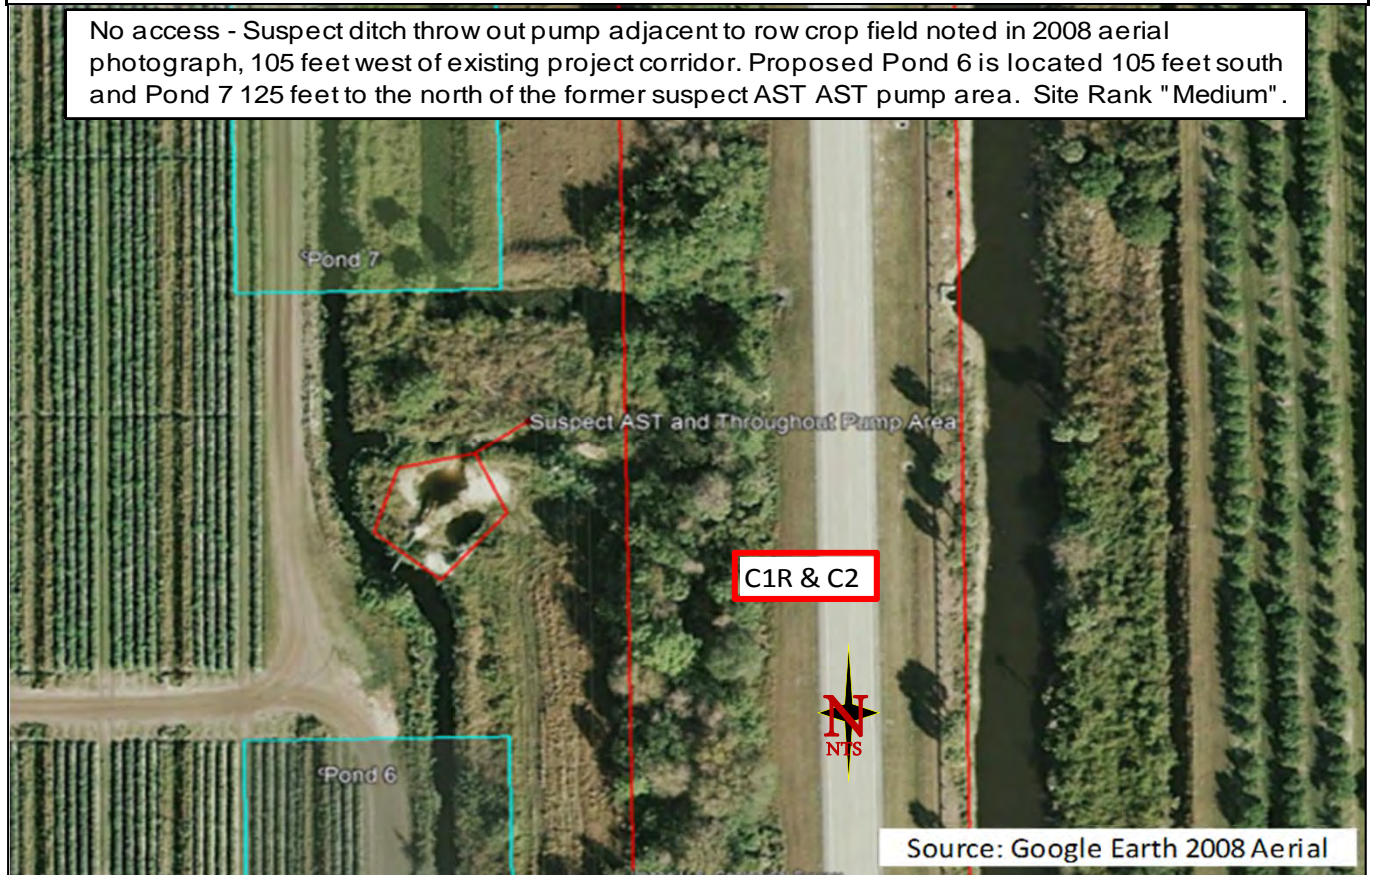 No access - Suspect ditch throw out pump adjacent to row crop field noted in 2008 aerial
photograph, 105 feet west of existing project corridor. Proposed Pond 6 is located 105 feet south
and Pond 7 125 feet to the north of the former suspect AST AST pump area. Site Rank "Medium".
Pond 7
Suspect AST and Throughout Pump Area
C1R & C2
N
NTS
Pond 6
Source: Google Earth 2008 Aerial